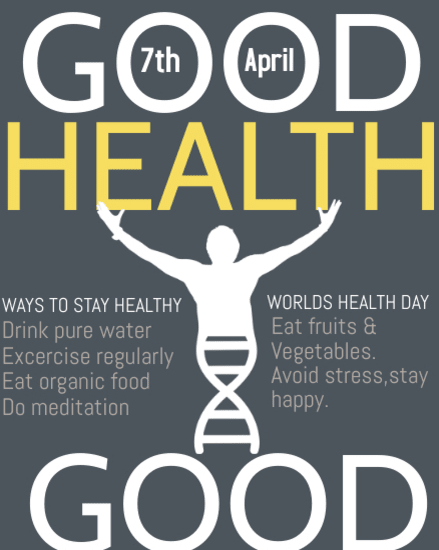 GOOD
7th April
HEALTH
WAYS TO STAY HEALTHY
Drink pure water
Excercise regularly
Eat organic food
Do meditation
WORLDS HEALTH DAY
Eat fruits &
Vegetables.
Avoid stress,stay
happy.
GOOD